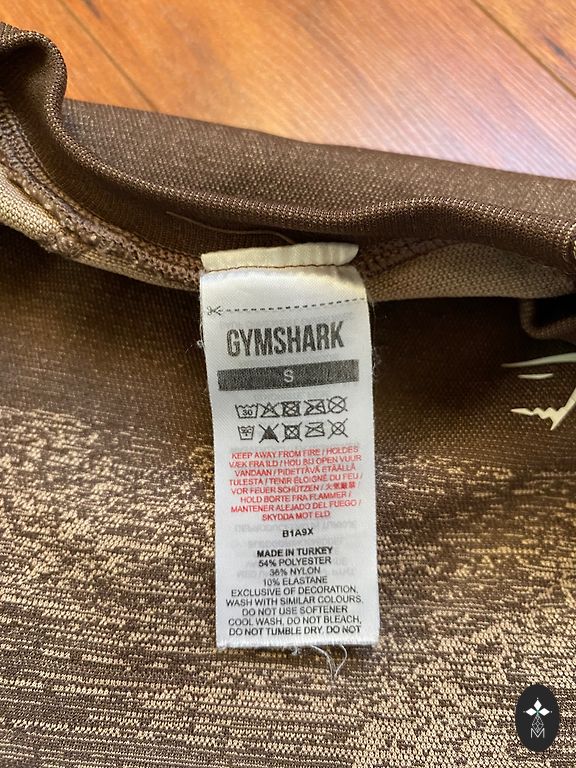 GYMSHARK
S
30
30
KEEP AWAY FROM FIRE / HOLDES
VÆK FRA ILD / HOU BIJ OPEN VUUR
VANDAAN / PIDETTÄVÄ ETÄÄLLÄ
TULESTA / TENIR ÉLOIGNÉ DU FEU /
VOR FEUER SCHÜTZEN / 火気厳禁 /
HOLD BORTE FRA FLAMMER /
MANTENER ALEJADO DEL FUEGO /
SKYDDA MOT ELD
B1A9X
MADE IN TURKEY
54% POLYESTER
36% NYLON
10% ELASTANE
EXCLUSIVE OF DECORATION,
WASH WITH SIMILAR COLOURS,
DO NOT USE SOFTENER
COOL WASH, DO NOT BLEACH,
DO NOT TUMBLE DRY, DO NOT
M